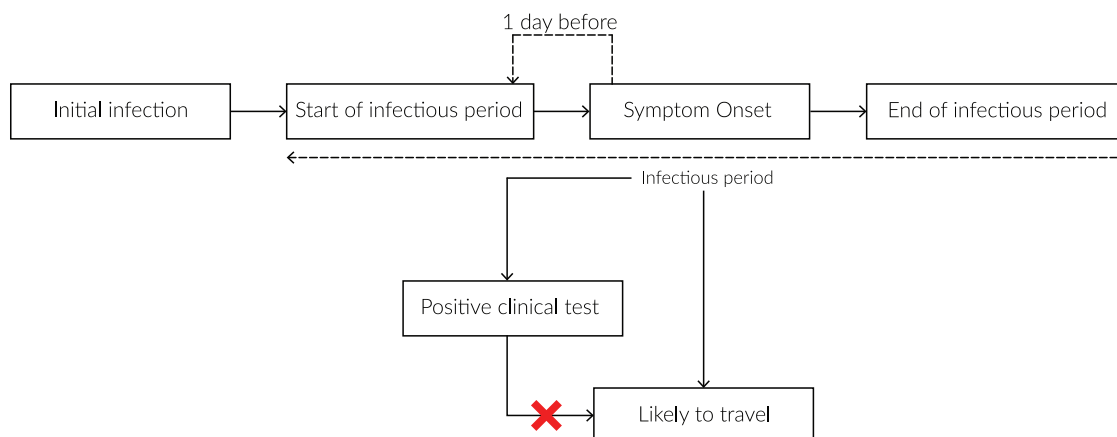 1 day before
Initial infection
Start of infectious period
Symptom Onset
End of infectious period
Infectious period
Positive clinical test
Likely to travel